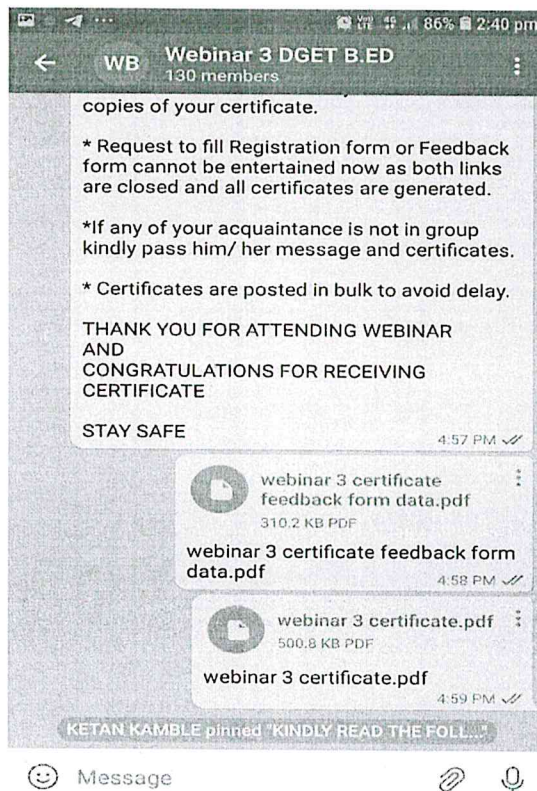 86% 2:40 pm
WB Webinar 3 DGET B.ED
130 members
copies of your certificate.
* Request to fill Registration form or Feedback
form cannot be entertained now as both links
are closed and all certificates are generated.
*If any of your acquaintance is not in group
kindly pass him/ her message and certificates.
* Certificates are posted in bulk to avoid delay.
THANK YOU FOR ATTENDING WEBINAR
AND
CONGRATULATIONS FOR RECEIVING
CERTIFICATE
STAY SAFE
4:57 PM
webinar 3 certificate
feedback form data.pdf
310.2 KB PDF
webinar 3 certificate feedback form
data.pdf
4:58 PM
webinar 3 certificate.pdf
500.8 KB PDF
webinar 3 certificate.pdf
4:59 PM
KETAN KAMBLE pinned "KINDLY READ THE FOLL..."
Message